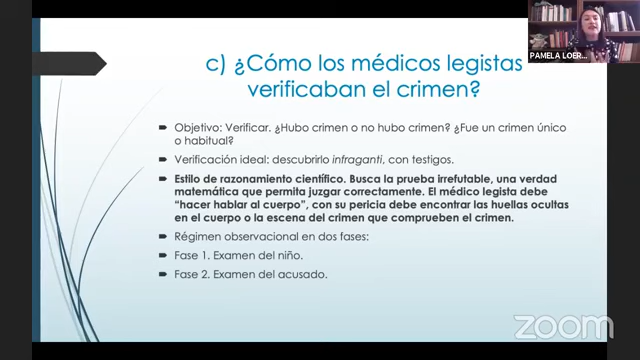 c) ¿Cómo los médicos legistas
verificaban el crimen?
Objetivo: Verificar. ¿Hubo crimen o no hubo crimen? ¿Fue un crimen único
o habitual?
Verificación ideal: descubrirlo infraganti, con testigos.
Estilo de razonamiento científico. Busca la prueba irrefutable, una verdad
matemática que permita juzgar correctamente. El médico legista debe
“hacer hablar al cuerpo”, con su pericia debe encontrar las huellas ocultas
en el cuerpo o la escena del crimen que comprueben el crimen.
Régimen observacional en dos fases:
Fase 1. Examen del niño.
Fase 2. Examen del acusado.
PAMELA LOER...
zoom